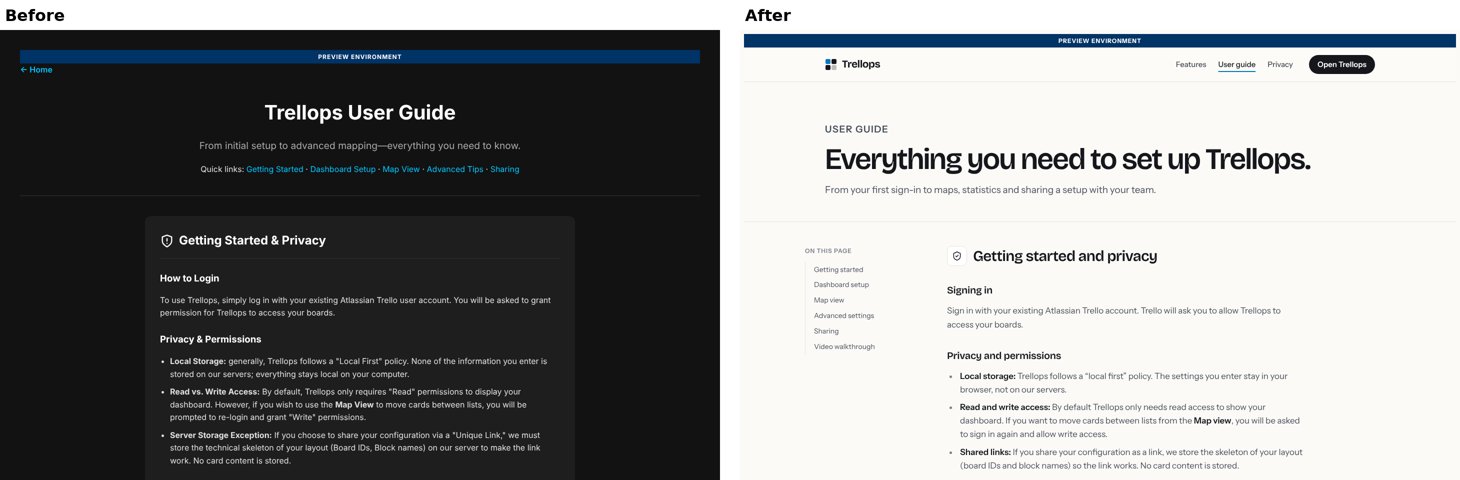 Before
PREVIEW ENVIRONMENT
← Home
Trellops User Guide
From initial setup to advanced mapping—everything you need to know.
Quick links: Getting Started · Dashboard Setup · Map View · Advanced Tips · Sharing
Getting Started & Privacy
How to Login
To use Trellops, simply log in with your existing Atlassian Trello user account. You will be asked to grant
permission for Trellops to access your boards.
Privacy & Permissions
• Local Storage: generally, Trellops follows a "Local First" policy. None of the information you enter is
stored on our servers; everything stays local on your computer.
• Read vs. Write Access: By default, Trellops only requires "Read" permissions to display your
dashboard. However, if you wish to use the Map View to move cards between lists, you will be
prompted to re-login and grant "Write" permissions.
• Server Storage Exception: If you choose to share your configuration via a "Unique Link," we must
store the technical skeleton of your layout (Board IDs, Block names) on our server to make the link
work. No card content is stored.
After
PREVIEW ENVIRONMENT
Trellops
Features User guide Privacy Open Trellops
USER GUIDE
Everything you need to set up Trellops.
From your first sign-in to maps, statistics and sharing a setup with your team.
ON THIS PAGE
Getting started
Dashboard setup
Map view
Advanced settings
Sharing
Video walkthrough
Getting started and privacy
Signing in
Sign in with your existing Atlassian Trello account. Trello will ask you to allow Trellops to
access your boards.
Privacy and permissions
• Local storage: Trellops follows a “local first” policy. The settings you enter stay in your
browser, not on our servers.
• Read and write access: By default Trellops only needs read access to show your
dashboard. If you want to move cards between lists from the Map view, you will be asked
to sign in again and allow write access.
• Shared links: If you share your configuration as a link, we store the skeleton of your layout
(board IDs and block names) so the link works. No card content is stored.